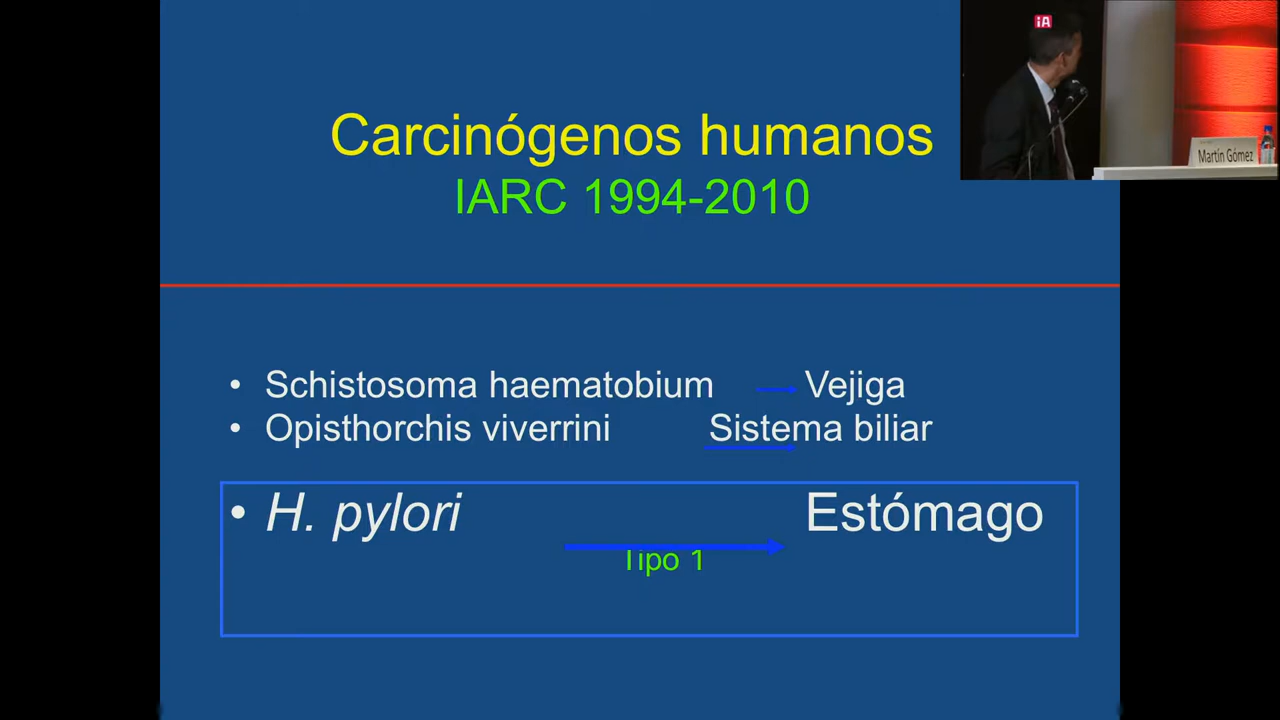 iA
Martín Gómez
Carcinógenos humanos
IARC 1994-2010
• Schistosoma haematobium Vejiga
• Opisthorchis viverrini Sistema biliar
• H. pylori Estómago
Tipo 1